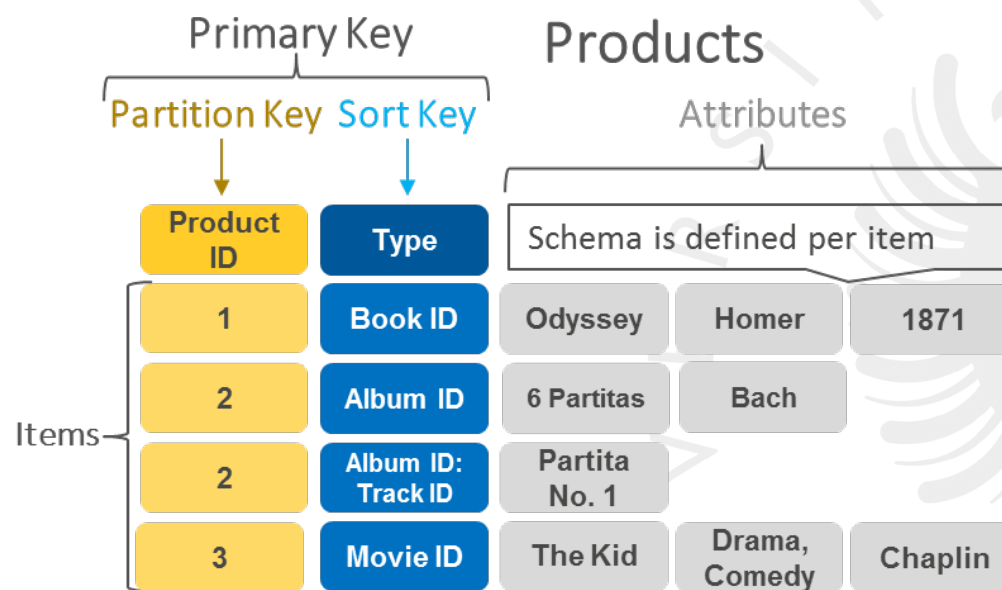 Primary Key
Products
Partition Key
Sort Key
Attributes
Product
ID
Type
Schema is defined per item
Items
1
Book ID
Odyssey
Homer
1871
2
Album ID
6 Partitas
Bach
2
Album ID:
Track ID
Partita
No. 1
3
Movie ID
The Kid
Drama,
Comedy
Chaplin